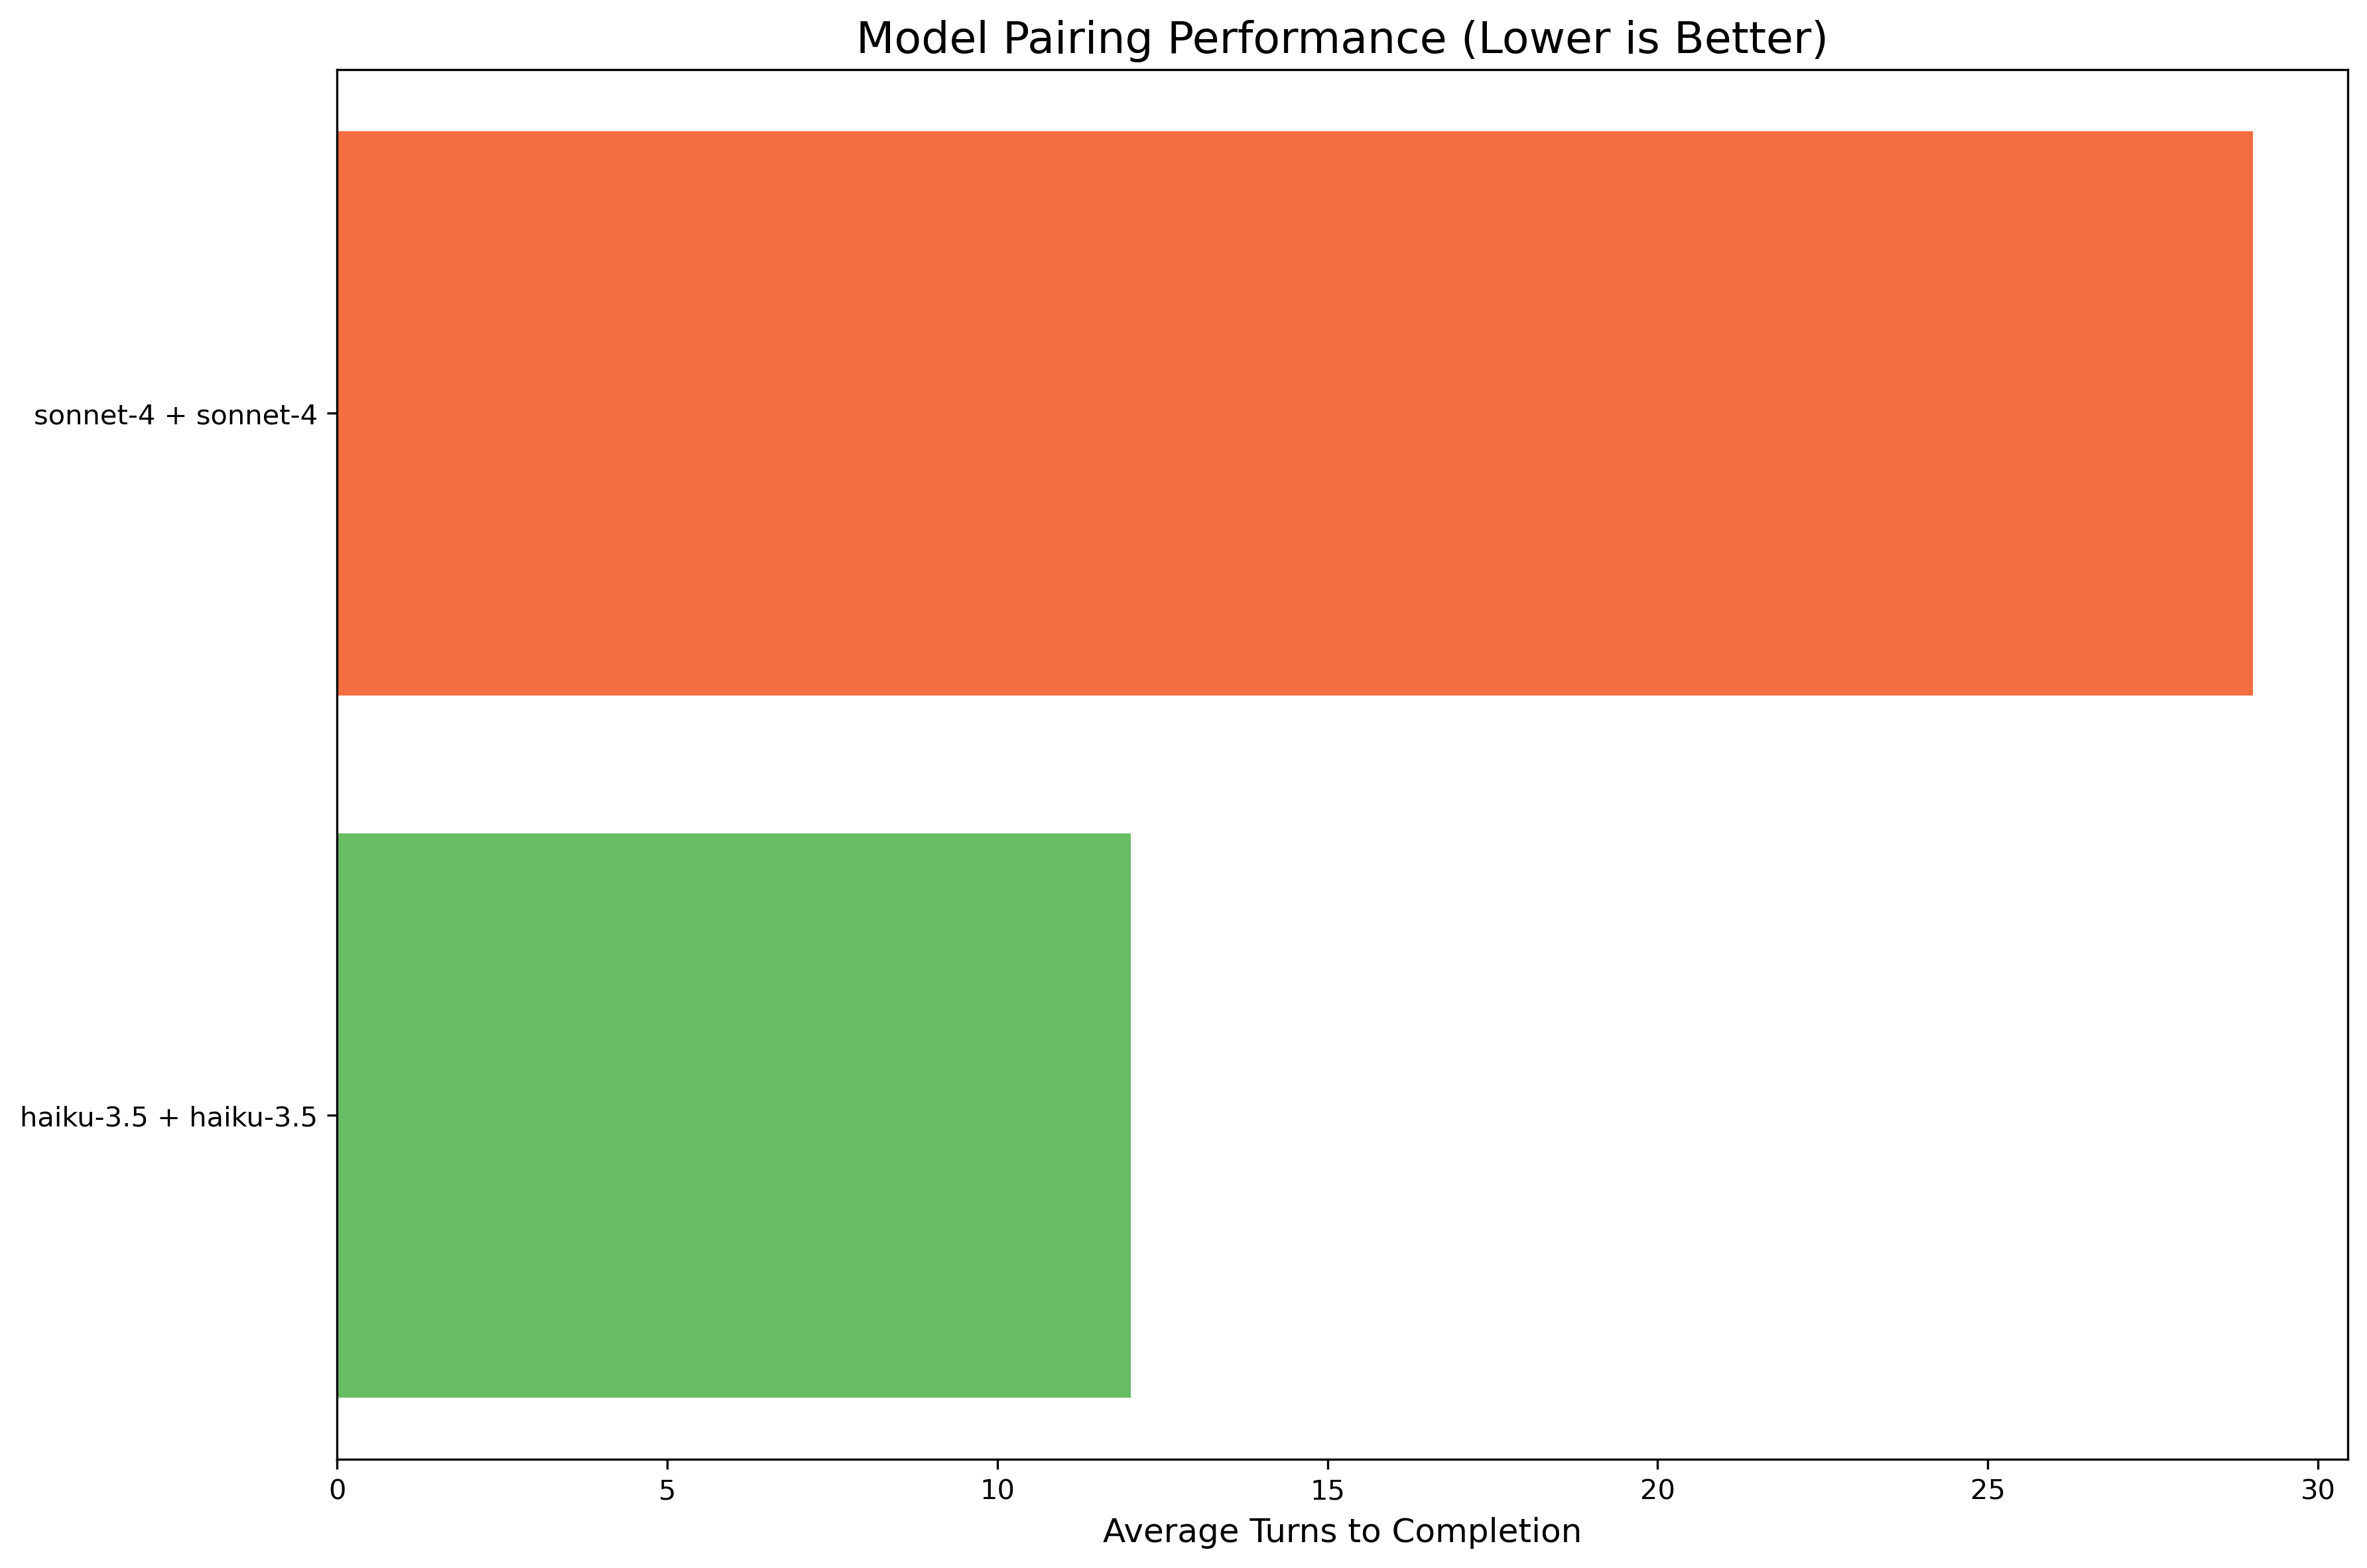 Model Pairing Performance (Lower is Better)
sonnet-4 + sonnet-4
haiku-3.5 + haiku-3.5
0 5 10 15 20 25 30
Average Turns to Completion